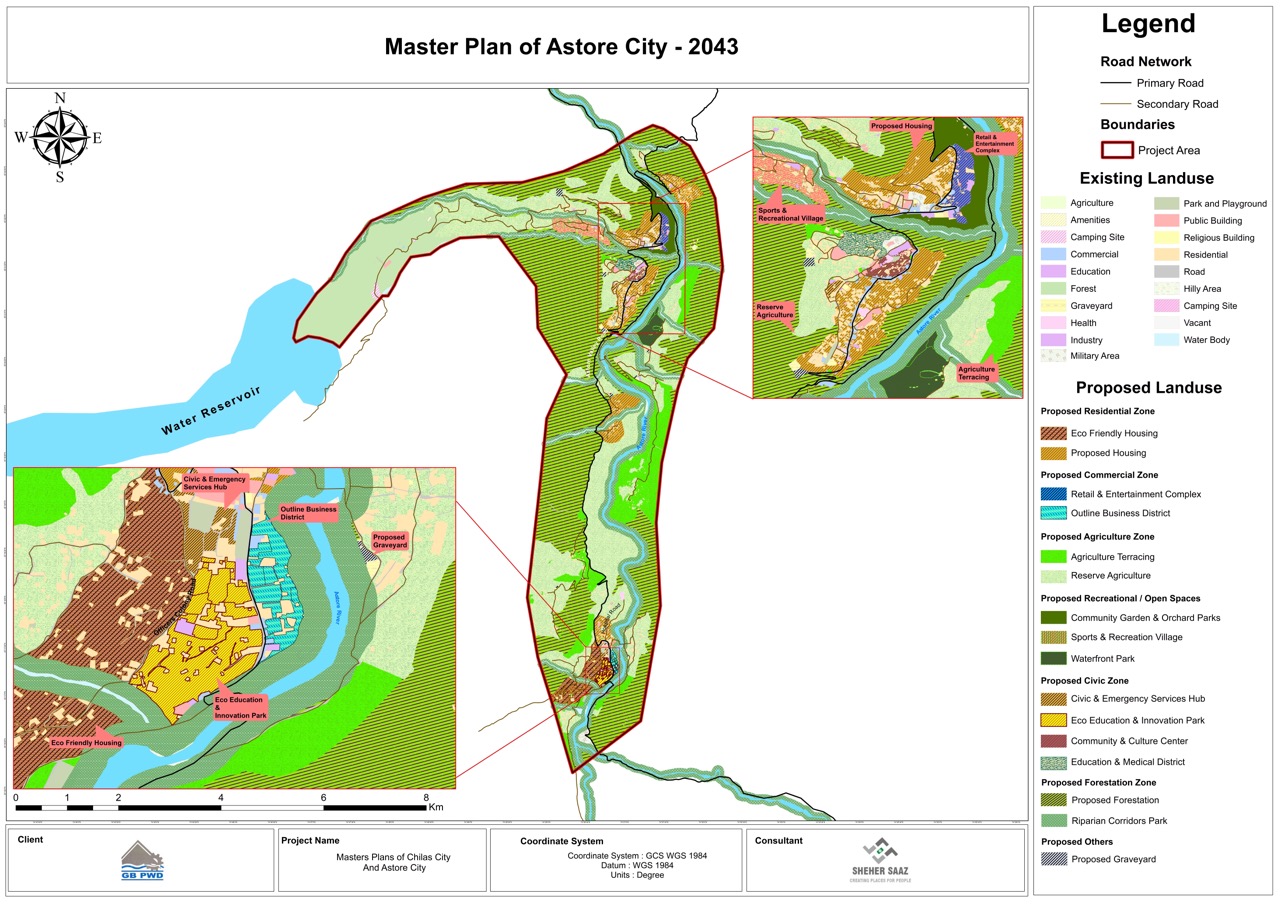 Master Plan of Astore City - 2043
N
W
E
S
Water Reservoir
Astore River
Road
Proposed Housing
Retail &
Entertainment
Complex
Sports &
Recreational Village
Reserve
Agriculture
Astore River
Agriculture
Terracing
Civic & Emergency
Services Hub
Outline Business
District
Proposed
Graveyard
Astore River
Eco Education
&
Innovation Park
Eco Friendly Housing
0 1 2 4 6 8
Km
Legend
Road Network
Primary Road
Secondary Road
Boundaries
Project Area
Existing Landuse
Agriculture
Amenities
Camping Site
Commercial
Education
Forest
Graveyard
Health
Industry
Military Area
Park and Playground
Public Building
Religious Building
Residential
Road
Hilly Area
Camping Site
Vacant
Water Body
Proposed Landuse
Proposed Residential Zone
Eco Friendly Housing
Proposed Housing
Proposed Commercial Zone
Retail & Entertainment Complex
Outline Business District
Proposed Agriculture Zone
Agriculture Terracing
Reserve Agriculture
Proposed Recreational / Open Spaces
Community Garden & Orchard Parks
Sports & Recreation Village
Waterfront Park
Proposed Civic Zone
Civic & Emergency Services Hub
Eco Education & Innovation Park
Community & Culture Center
Education & Medical District
Proposed Forestation Zone
Proposed Forestation
Riparian Corridors Park
Proposed Others
Proposed Graveyard
Client
GB PWD
Project Name
Masters Plans of Chilas City
And Astore City
Coordinate System
Coordinate System : GCS WGS 1984
Datum : WGS 1984
Units : Degree
Consultant
SHEHER SAAZ
CREATING PLACES FOR PEOPLE